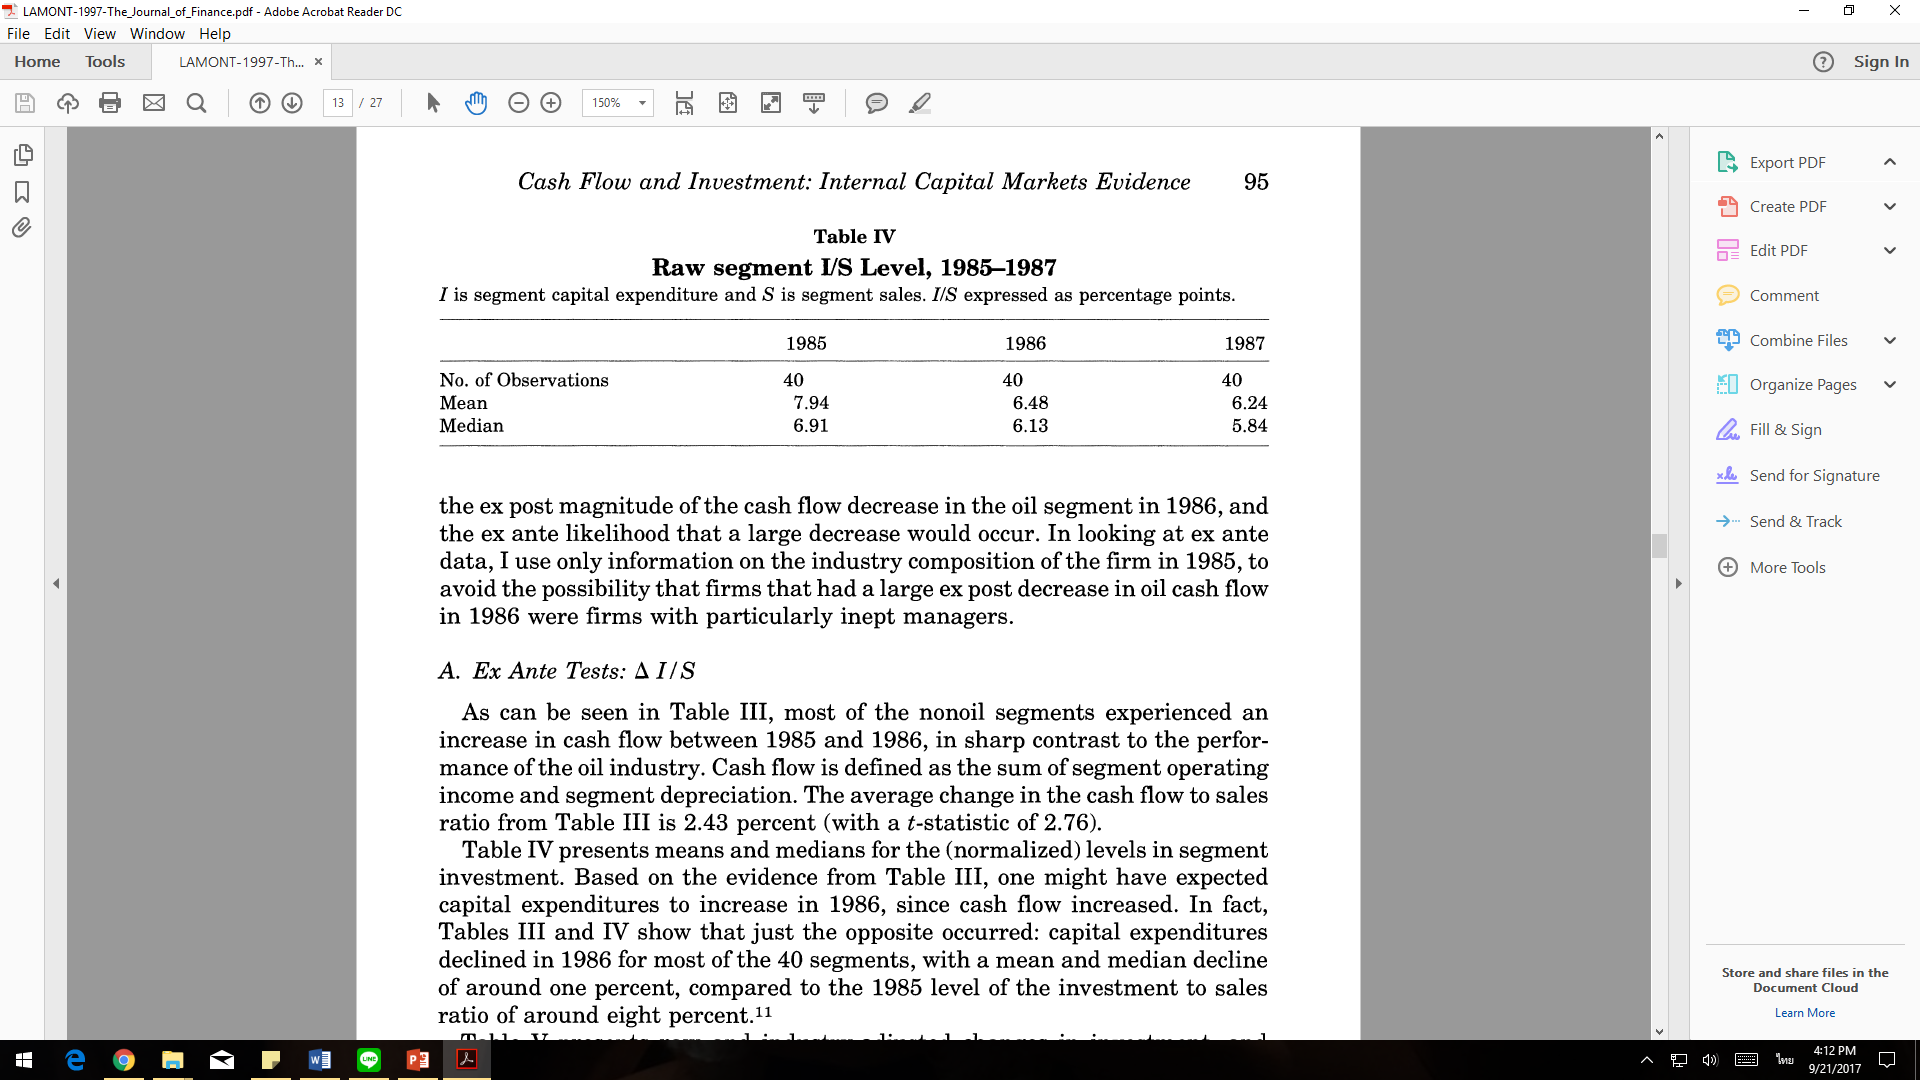 LAMONT-1997-The_Journal_of_Finance.pdf - Adobe Acrobat Reader DC
File Edit View Window Help
Home Tools LAMONT-1997-Th... × Sign In
13 / 27 150%
Cash Flow and Investment: Internal Capital Markets Evidence 95
Table IV
Raw segment I/S Level, 1985–1987
I is segment capital expenditure and S is segment sales. I/S expressed as percentage points.
1985 1986 1987
No. of Observations 40 40 40
Mean 7.94 6.48 6.24
Median 6.91 6.13 5.84
the ex post magnitude of the cash flow decrease in the oil segment in 1986, and
the ex ante likelihood that a large decrease would occur. In looking at ex ante
data, I use only information on the industry composition of the firm in 1985, to
avoid the possibility that firms that had a large ex post decrease in oil cash flow
in 1986 were firms with particularly inept managers.
A. Ex Ante Tests: Δ I/S
As can be seen in Table III, most of the nonoil segments experienced an
increase in cash flow between 1985 and 1986, in sharp contrast to the perfor-
mance of the oil industry. Cash flow is defined as the sum of segment operating
income and segment depreciation. The average change in the cash flow to sales
ratio from Table III is 2.43 percent (with a t-statistic of 2.76).
Table IV presents means and medians for the (normalized) levels in segment
investment. Based on the evidence from Table III, one might have expected
capital expenditures to increase in 1986, since cash flow increased. In fact,
Tables III and IV show that just the opposite occurred: capital expenditures
declined in 1986 for most of the 40 segments, with a mean and median decline
of around one percent, compared to the 1985 level of the investment to sales
ratio of around eight percent.¹¹
Table V presents raw and industry-adjusted changes in investment, and
Export PDF
Create PDF
Edit PDF
Comment
Combine Files
Organize Pages
Fill & Sign
Send for Signature
Send & Track
More Tools
Store and share files in the
Document Cloud
Learn More
LINE
ไทย
4:12 PM
9/21/2017